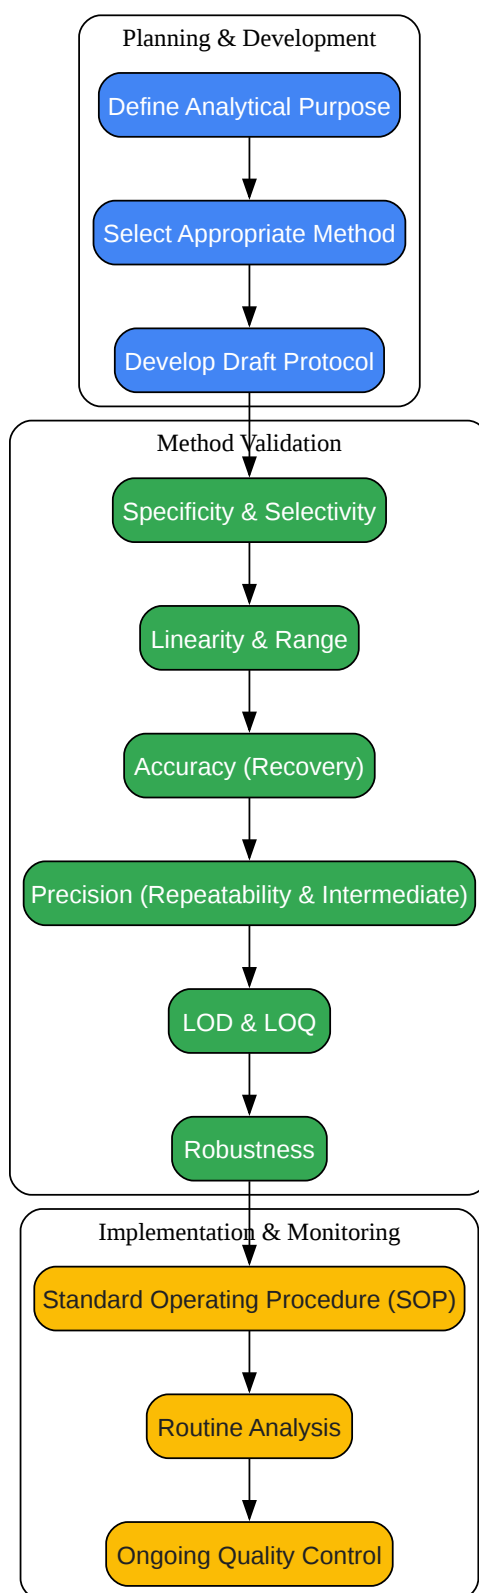 Planning & Development
Define Analytical Purpose
Select Appropriate Method
Develop Draft Protocol
Method Validation
Specificity & Selectivity
Linearity & Range
Accuracy (Recovery)
Precision (Repeatability & Intermediate)
LOD & LOQ
Robustness
Implementation & Monitoring
Standard Operating Procedure (SOP)
Routine Analysis
Ongoing Quality Control